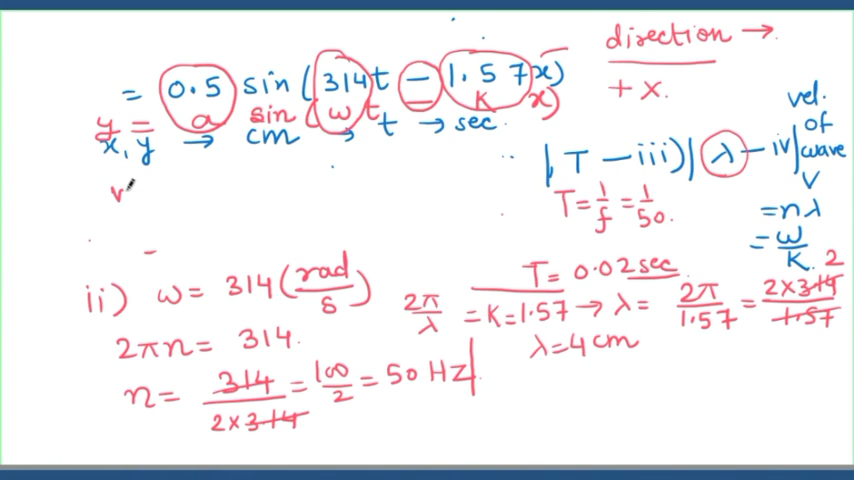 direction →
+ x.
= 0.5 sin(314t − 1.57x)
y = a sin(ωt K x)
x, y → cm → t → sec.
vel. of wave V
| T − iii) | λ − iv |
T = 1/f = 1/50.
= nλ
= ω/K
v
T = 0.02 sec
ii) ω = 314 (rad/s)
2π/λ = K = 1.57 → λ = 2π/1.57 = 2×3.14/1.57 2
2πn = 314.
λ = 4 cm
n = 314/2×3.14 = 100/2 = 50 Hz